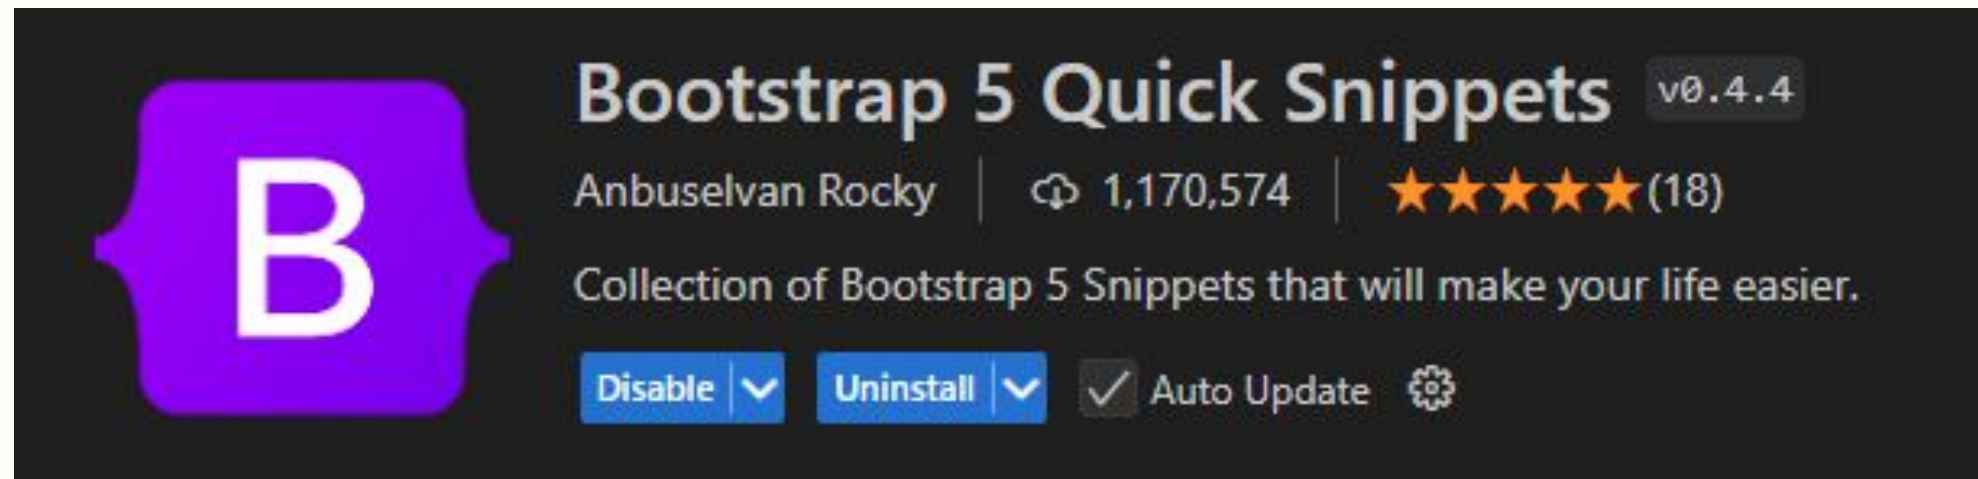 B
Bootstrap 5 Quick Snippets v0.4.4
Anbuselvan Rocky 1,170,574 (18)
Collection of Bootstrap 5 Snippets that will make your life easier.
Disable Uninstall Auto Update